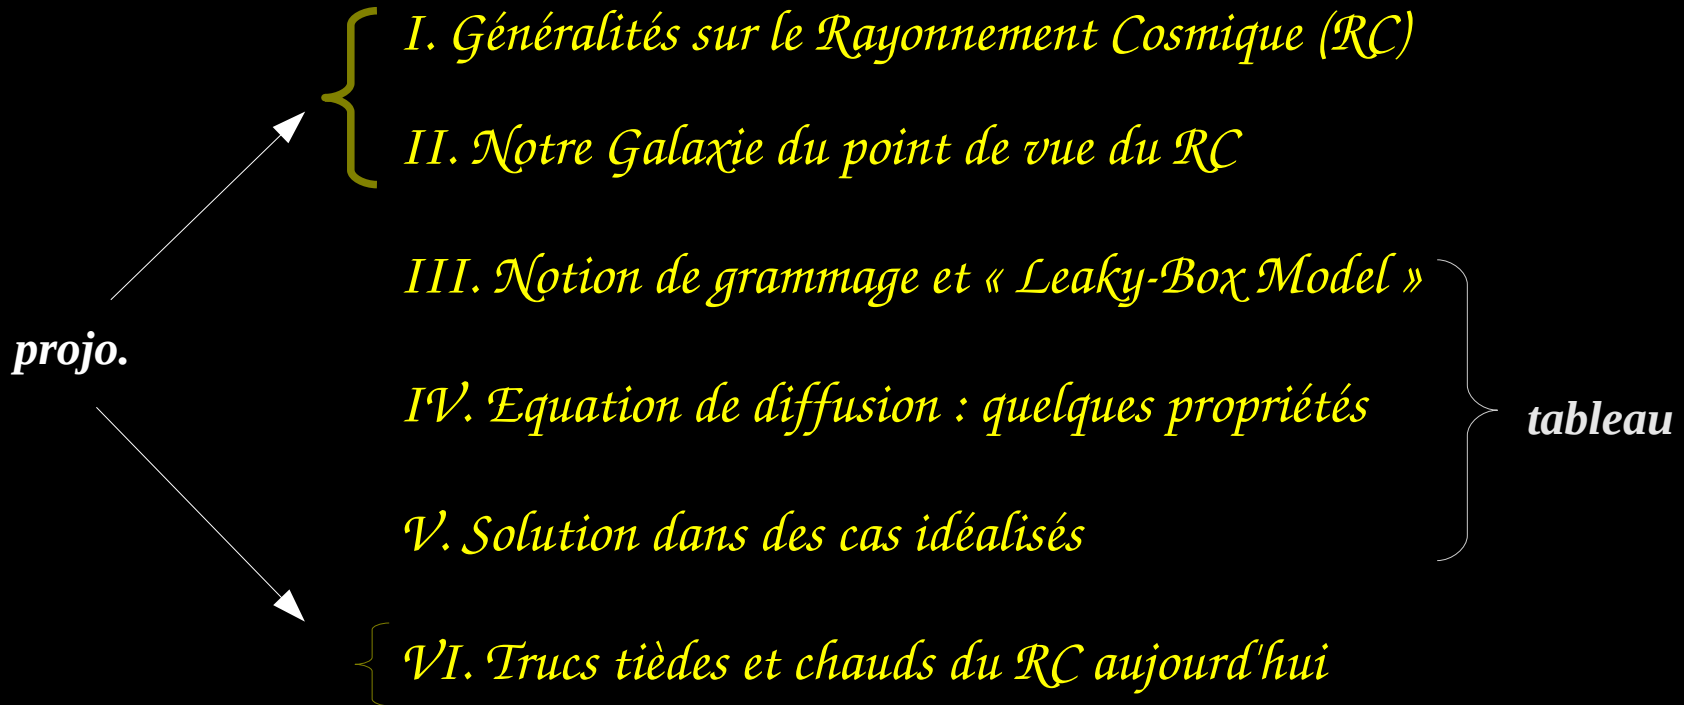 I. Généralités sur le Rayonnement Cosmique (RC)
II. Notre Galaxie du point de vue du RC
III. Notion de grammage et « Leaky-Box Model »
projo.
IV. Equation de diffusion : quelques propriétés
tableau
V. Solution dans des cas idéalisés
VI. Trucs tièdes et chauds du RC aujourd'hui